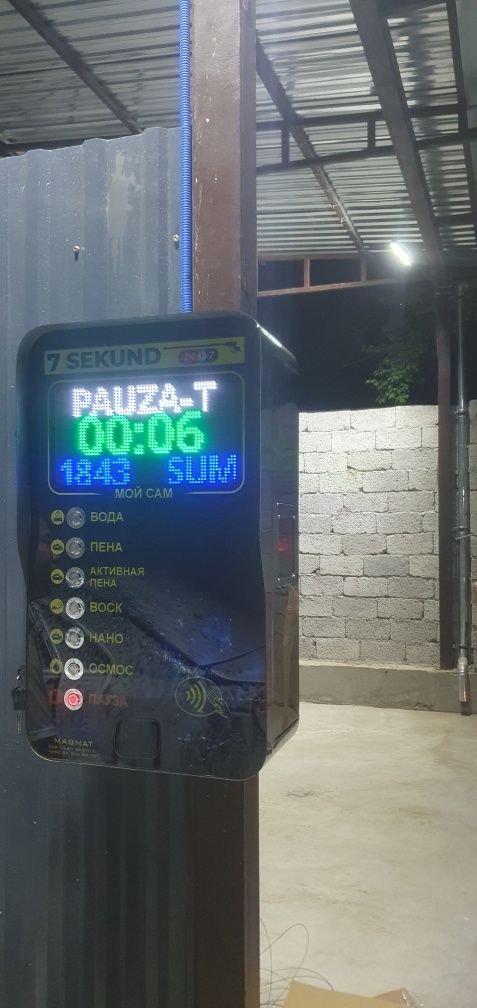 7 SEKUND 24 7
PAUZA-T
00:06
1843 SUM
МОЙ САМ
ВОДА
ПЕНА
АКТИВНАЯ
ПЕНА
ВОСК
НАНО
ОСМОС
ПАУЗА
MAGNAT